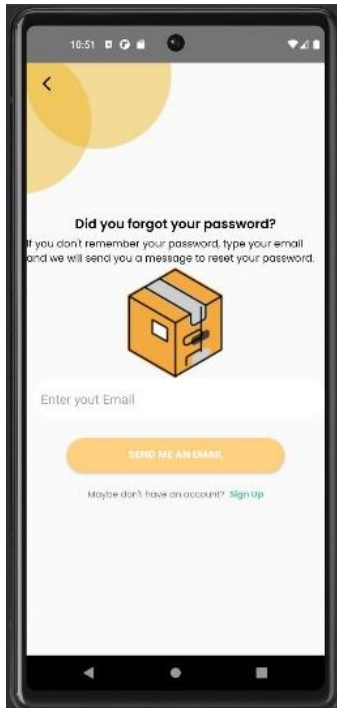 10:51
Did you forgot your password?
If you don't remember your password, type your email
and we will send you a message to reset your password.
Enter yout Email
SEND ME AN EMAIL
Maybe don't have an account? Sign Up